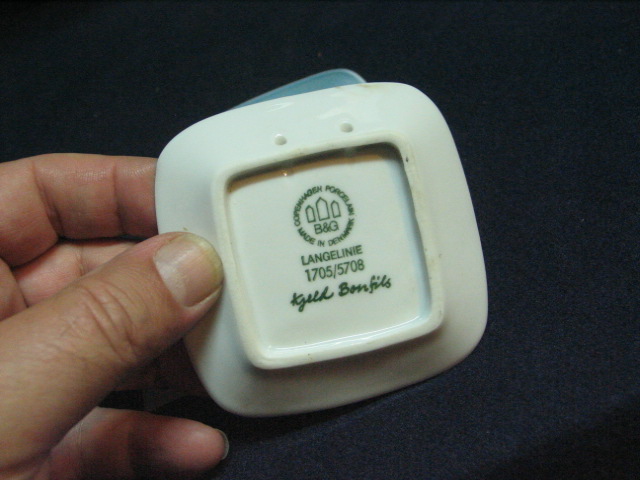 COPENHAGEN PORCELAIN
B&G
MADE IN DENMARK
LANGELINIE
1705/5708
Kjeld Bonfils